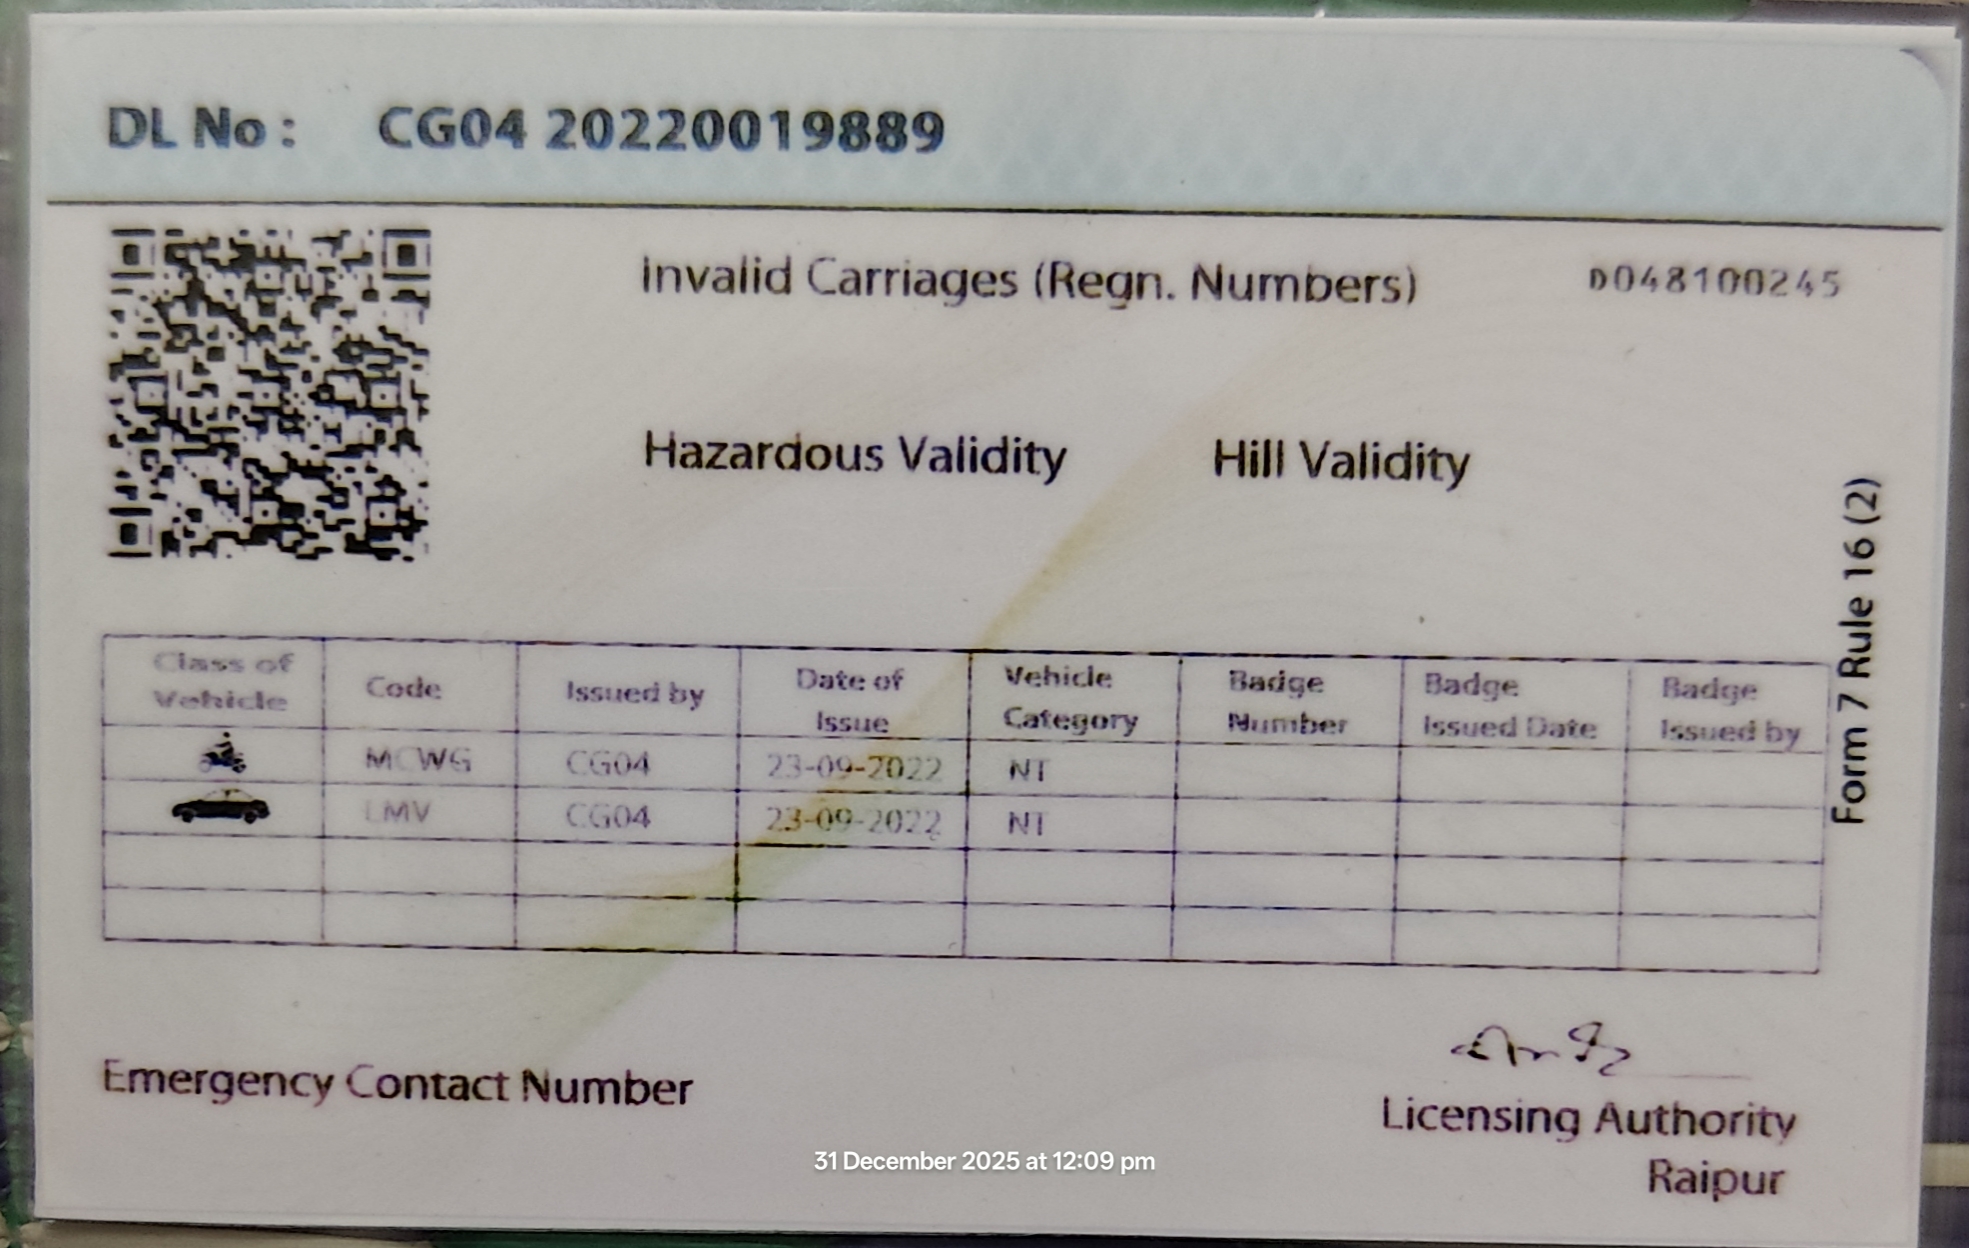 DL No : CG04 20220019889
Invalid Carriages (Regn. Numbers) D048100245
Hazardous Validity Hill Validity
Form 7 Rule 16 (2)
Class of Vehicle Code Issued by Date of Issue Vehicle Category Badge Number Badge Issued Date Badge Issued by
MCWG CG04 23-09-2022 NT
LMV CG04 23-09-2022 NT
Emergency Contact Number
Licensing Authority
Raipur
31 December 2025 at 12:09 pm